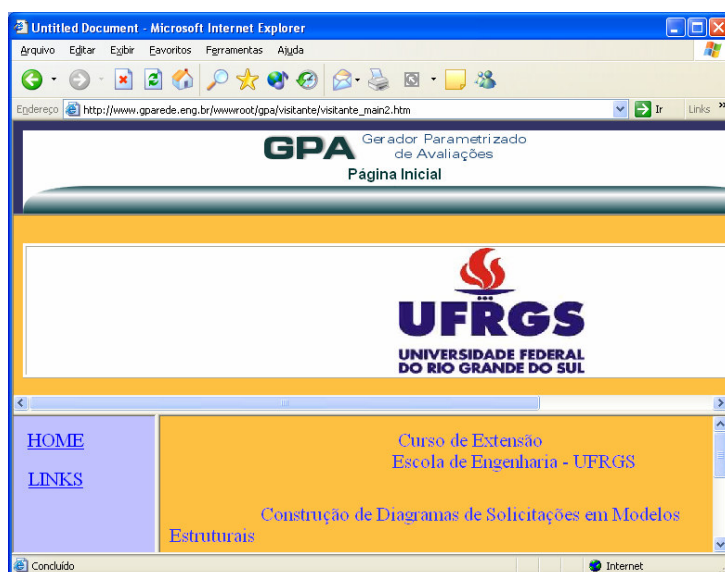 Untitled Document - Microsoft Internet Explorer
Arquivo Editar Exibir Favoritos Ferramentas Ajuda
Endereço http://www.gparede.eng.br/wwwroot/gpa/visitante/visitante_main2.htm Ir Links »
GPA Gerador Parametrizado
de Avaliações
Página Inicial
UFRGS
UNIVERSIDADE FEDERAL
DO RIO GRANDE DO SUL
HOME
LINKS
Curso de Extensão
Escola de Engenharia - UFRGS
Construção de Diagramas de Solicitações em Modelos
Estruturais
Concluído Internet